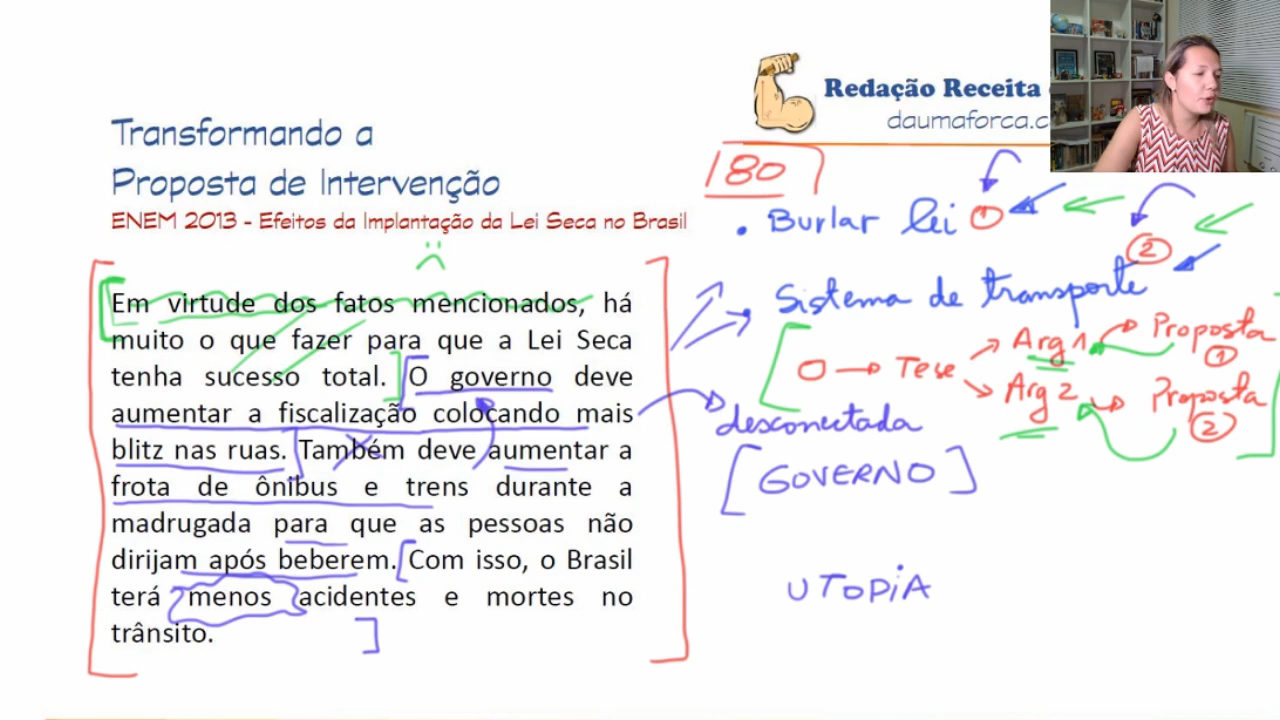 Redação Receita
daumaforca.c
Transformando a
Proposta de Intervenção
ENEM 2013 - Efeitos da Implantação da Lei Seca no Brasil
Em virtude dos fatos mencionados, há
muito o que fazer para que a Lei Seca
tenha sucesso total. O governo deve
aumentar a fiscalização colocando mais
blitz nas ruas. Também deve aumentar a
frota de ônibus e trens durante a
madrugada para que as pessoas não
dirijam após beberem. Com isso, o Brasil
terá menos acidentes e mortes no
trânsito.
180
• Burlar lei 1
2
• Sistema de transporte
Tese
Arg 1 Proposta 1
Arg 2 Proposta 2
desconectada
[GOVERNO]
UTOPiA